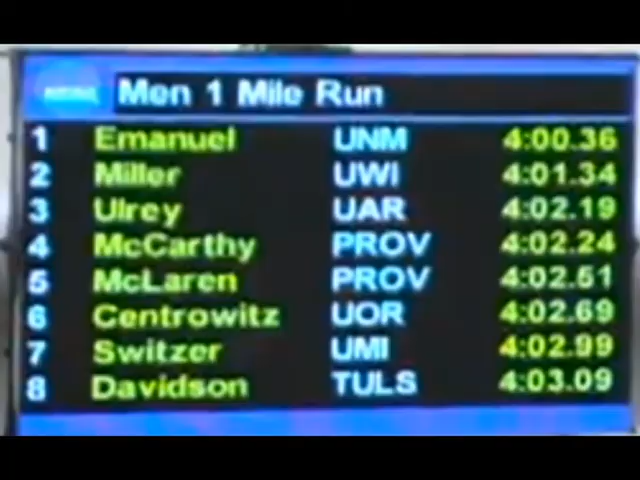 Men 1 Mile Run
1 Emanuel UNM 4:00.36
2 Miller UWI 4:01.34
3 Ulrey UAR 4:02.19
4 McCarthy PROV 4:02.24
5 McLaren PROV 4:02.51
6 Centrowitz UOR 4:02.69
7 Switzer UMI 4:02.99
8 Davidson TULS 4:03.09